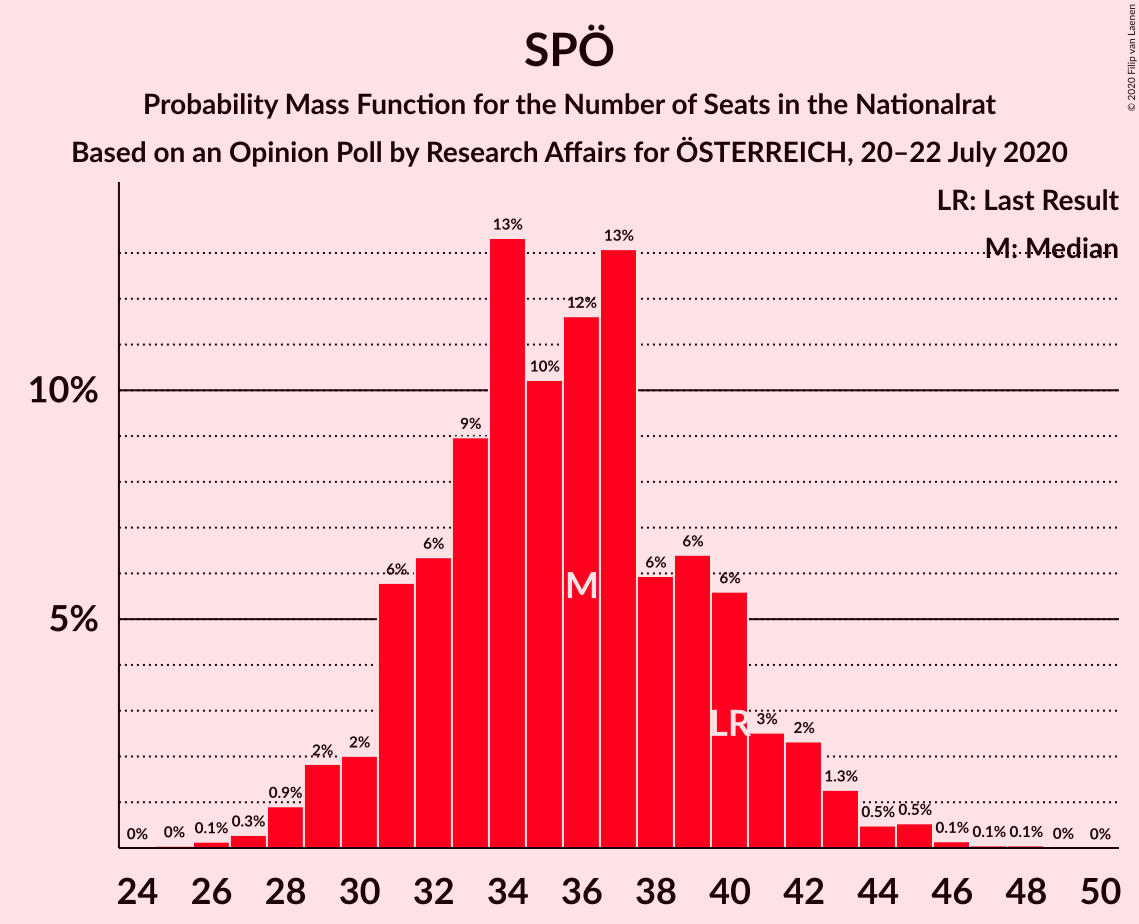 SPÖ
Probability Mass Function for the Number of Seats in the Nationalrat
Based on an Opinion Poll by Research Affairs for ÖSTERREICH, 20–22 July 2020
© 2020 Filip van Laenen
LR: Last Result
M: Median
10%
5%
0% 0% 0.1% 0.3% 0.9% 2% 2% 6% 6% 9% 13% 10% 12% 13% 6% 6% 6% 3% 2% 1.3% 0.5% 0.5% 0.1% 0.1% 0.1% 0% 0%
M
LR
24 26 28 30 32 34 36 38 40 42 44 46 48 50